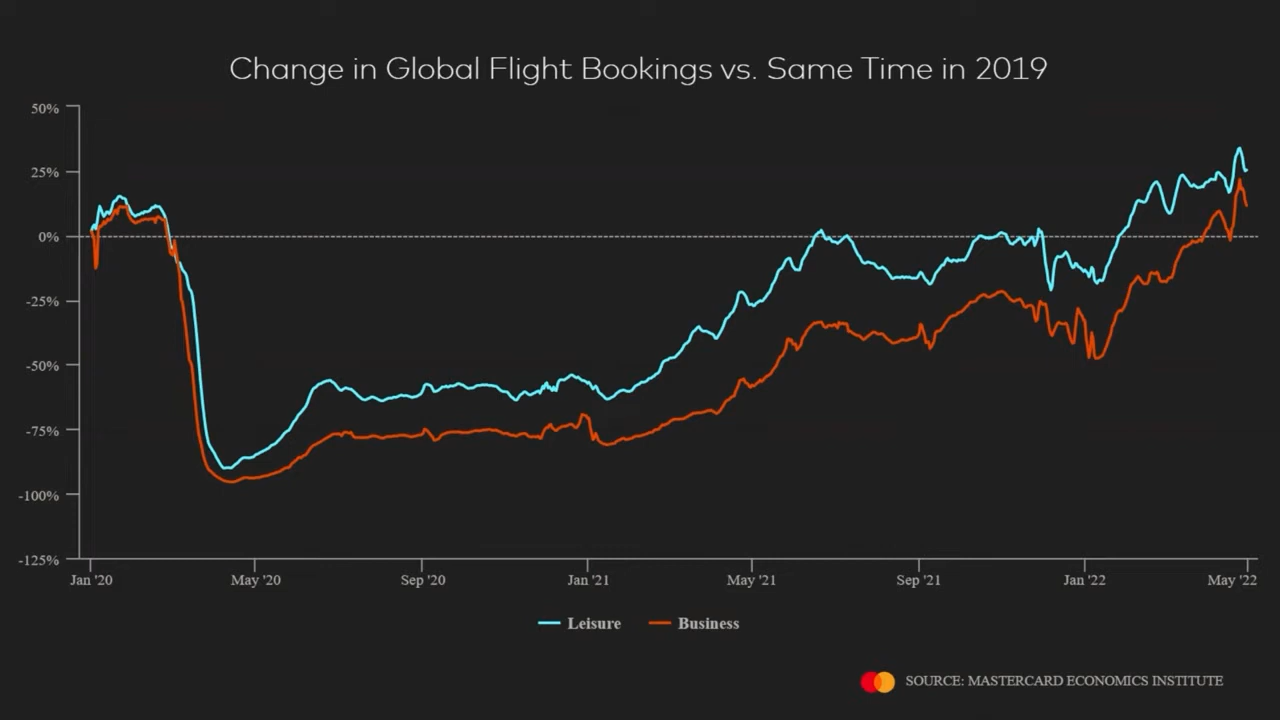 Change in Global Flight Bookings vs. Same Time in 2019
50%
25%
0%
-25%
-50%
-75%
-100%
-125%
Jan '20 May '20 Sep '20 Jan '21 May '21 Sep '21 Jan '22 May '22
Leisure Business
SOURCE: MASTERCARD ECONOMICS INSTITUTE